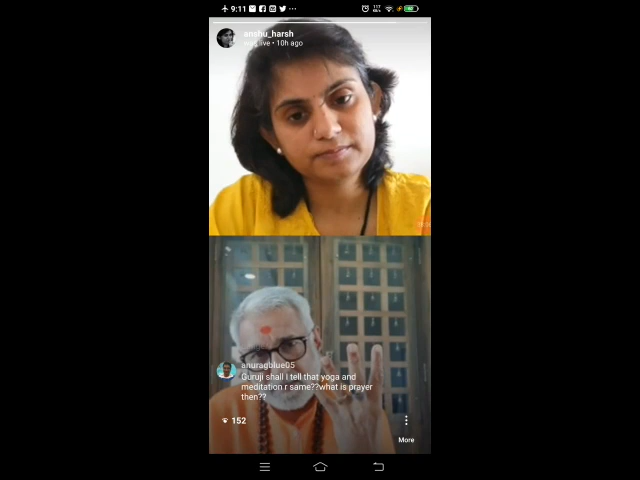 9:11
anshu_harsh
was live • 10h ago
anuragblue05
Guruji shall I tell that yoga and
meditation r same??what is prayer
then??
152
More